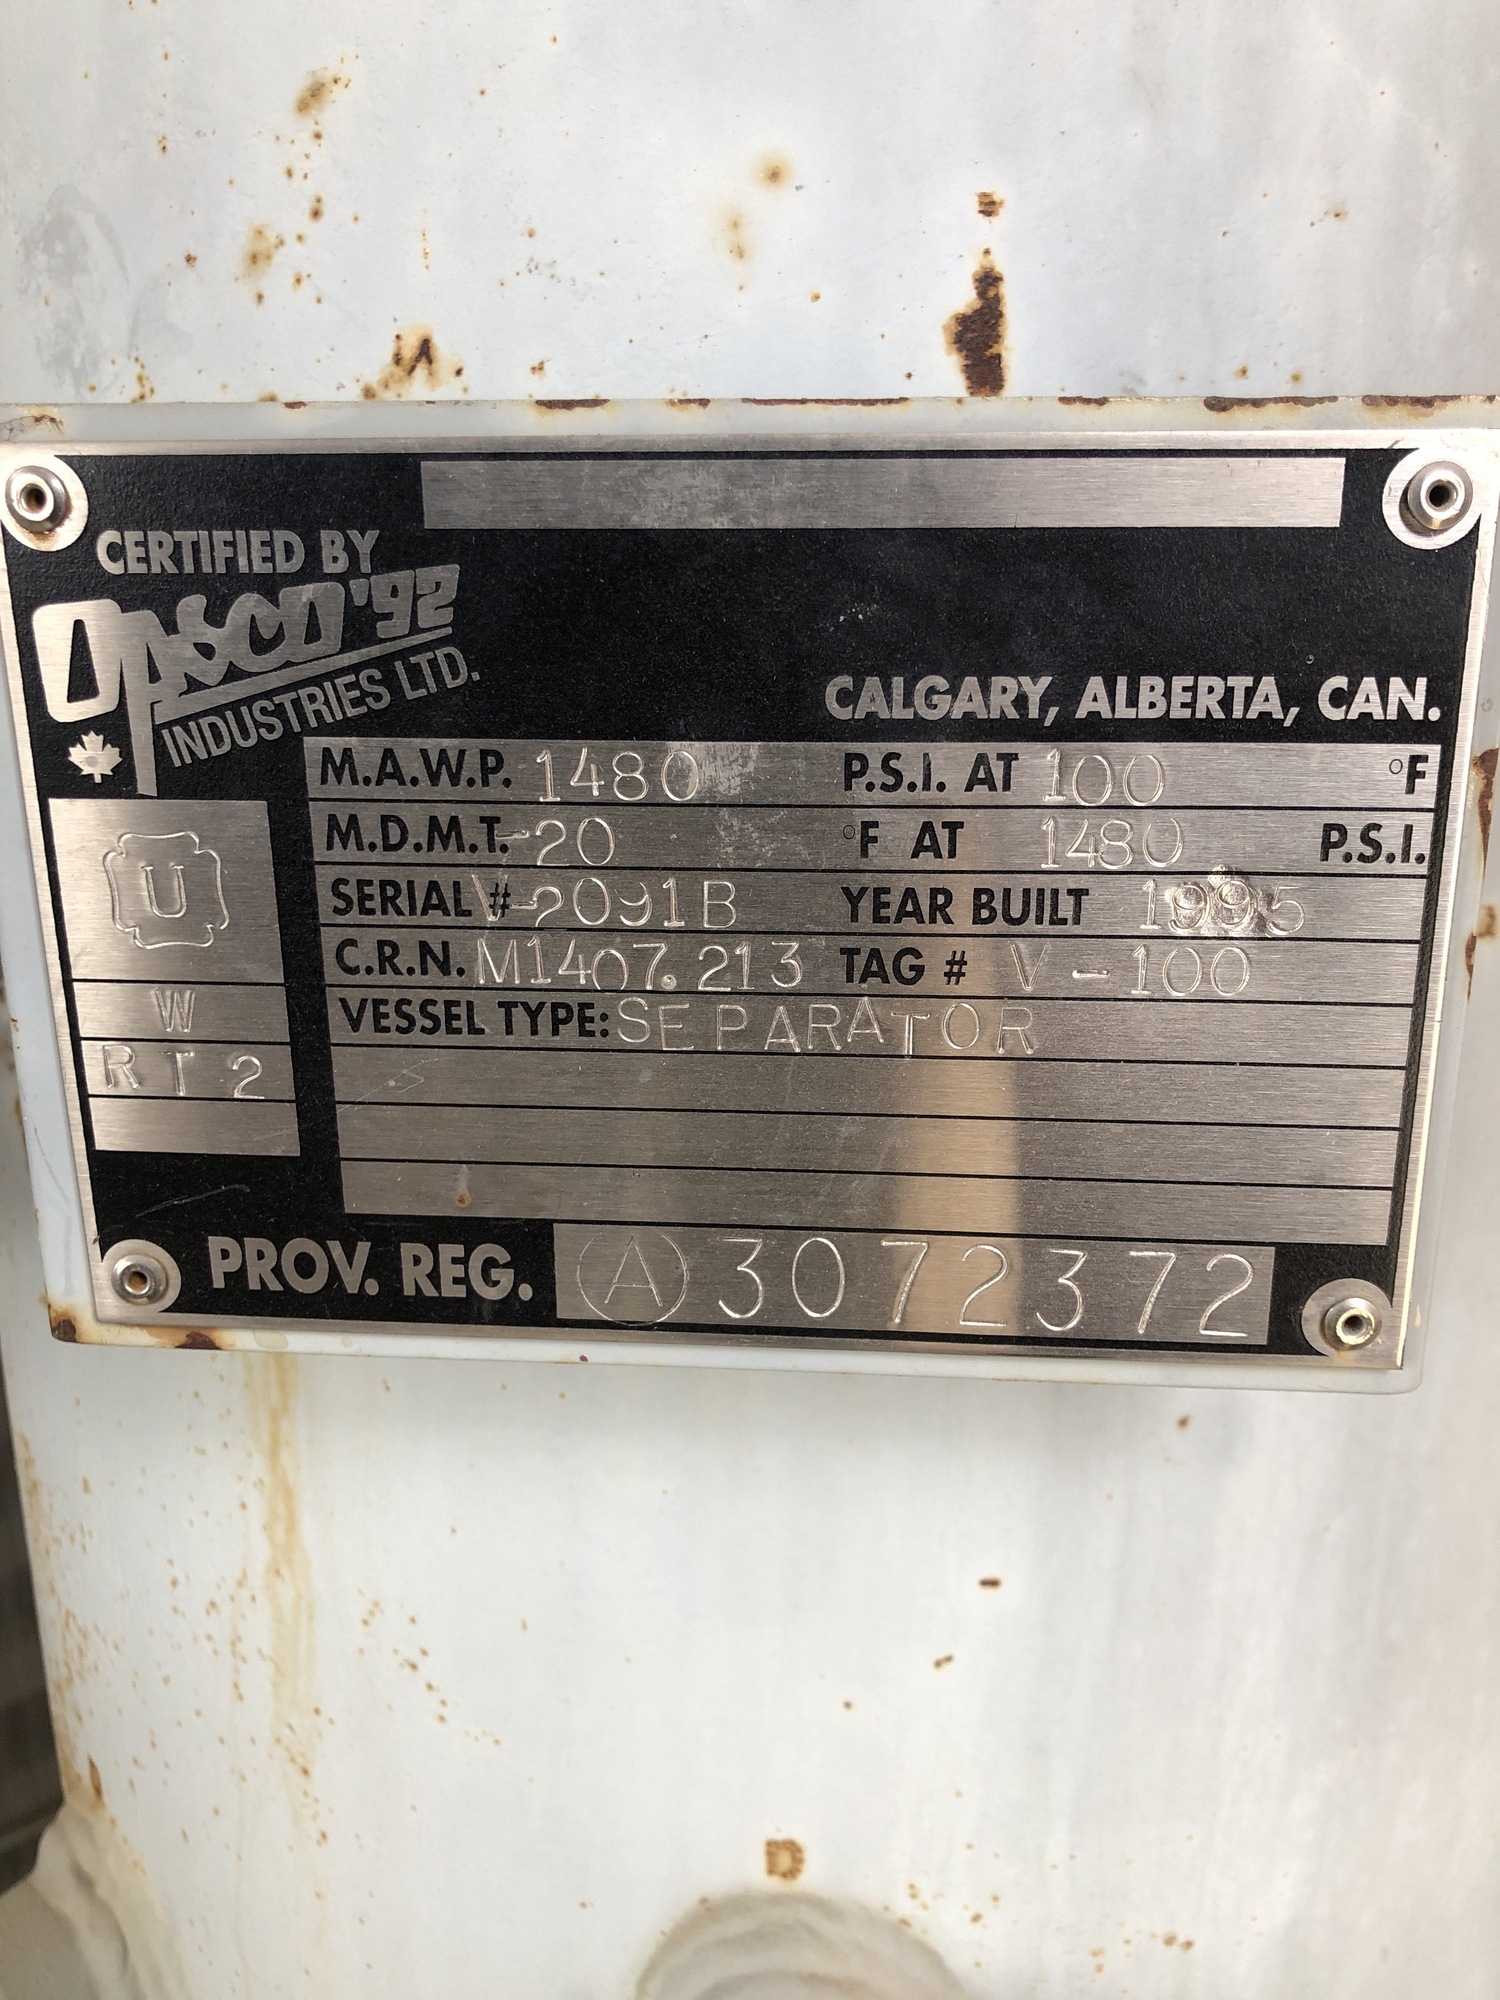 CERTIFIED BY
OPSCO '92
INDUSTRIES LTD.
CALGARY, ALBERTA, CAN.
M.A.W.P. 1480 P.S.I. AT 100 °F
M.D.M.T. -20 °F AT 1480 P.S.I.
U
SERIAL # V-2091B YEAR BUILT 1995
C.R.N. M1407.213 TAG # V-100
W
VESSEL TYPE: SEPARATOR
RT2
PROV. REG. A 3072372
D